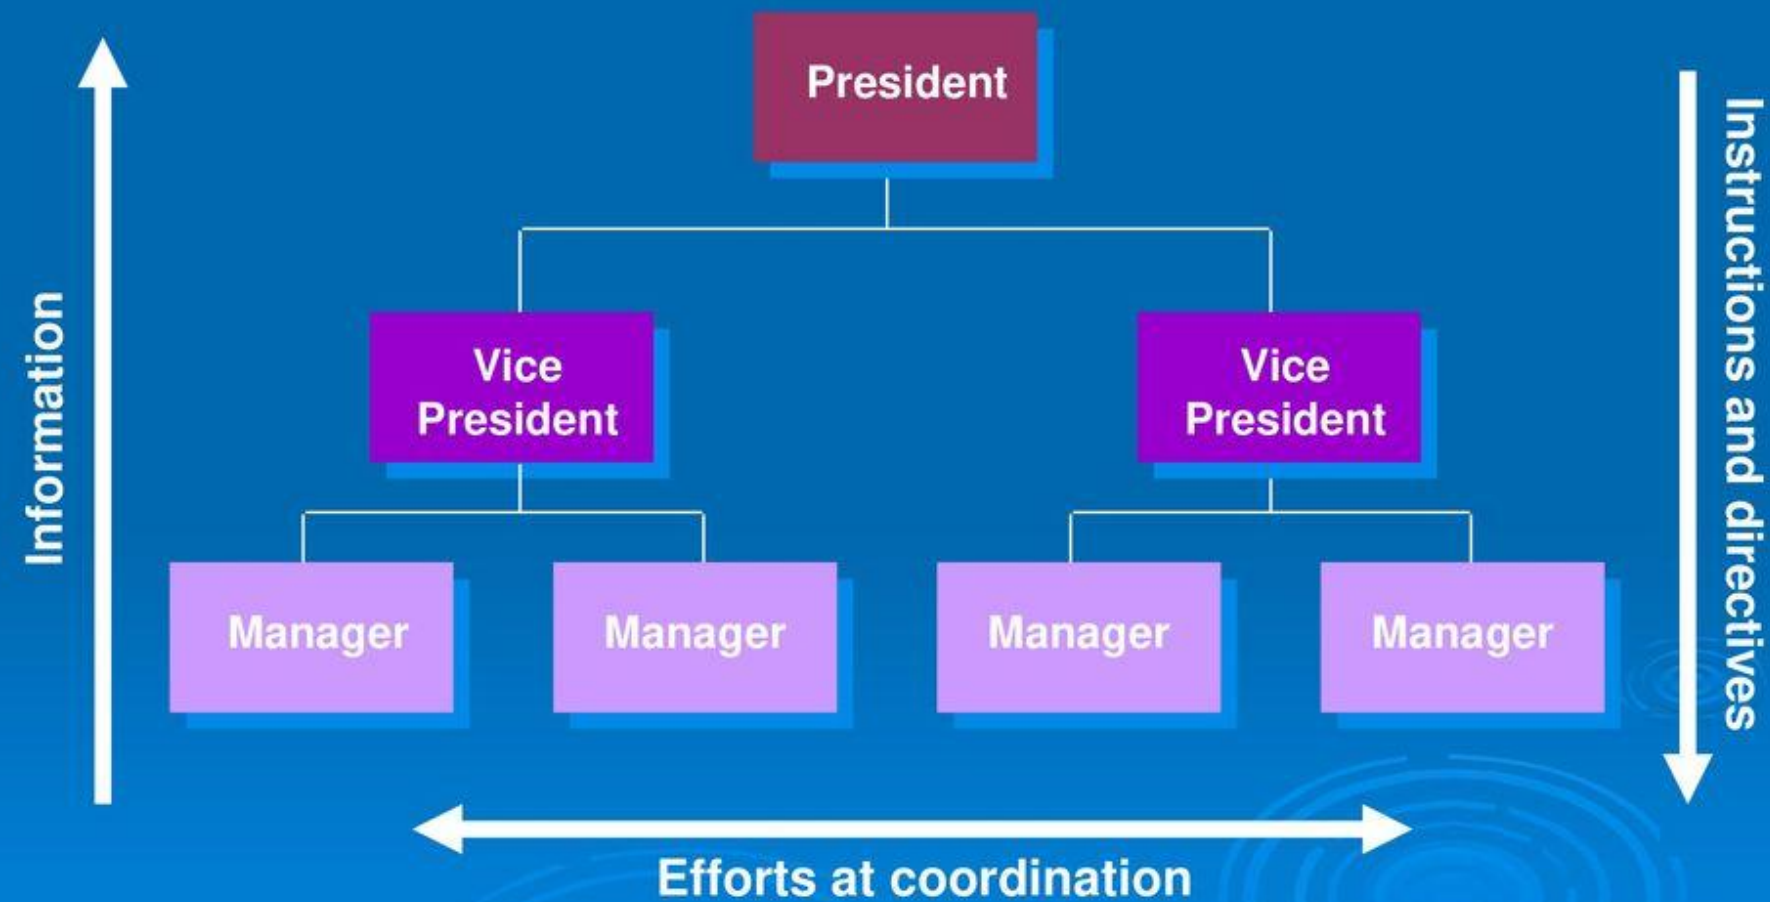 President
Information
Instructions and directives
Vice
President
Vice
President
Manager
Manager
Manager
Manager
Efforts at coordination